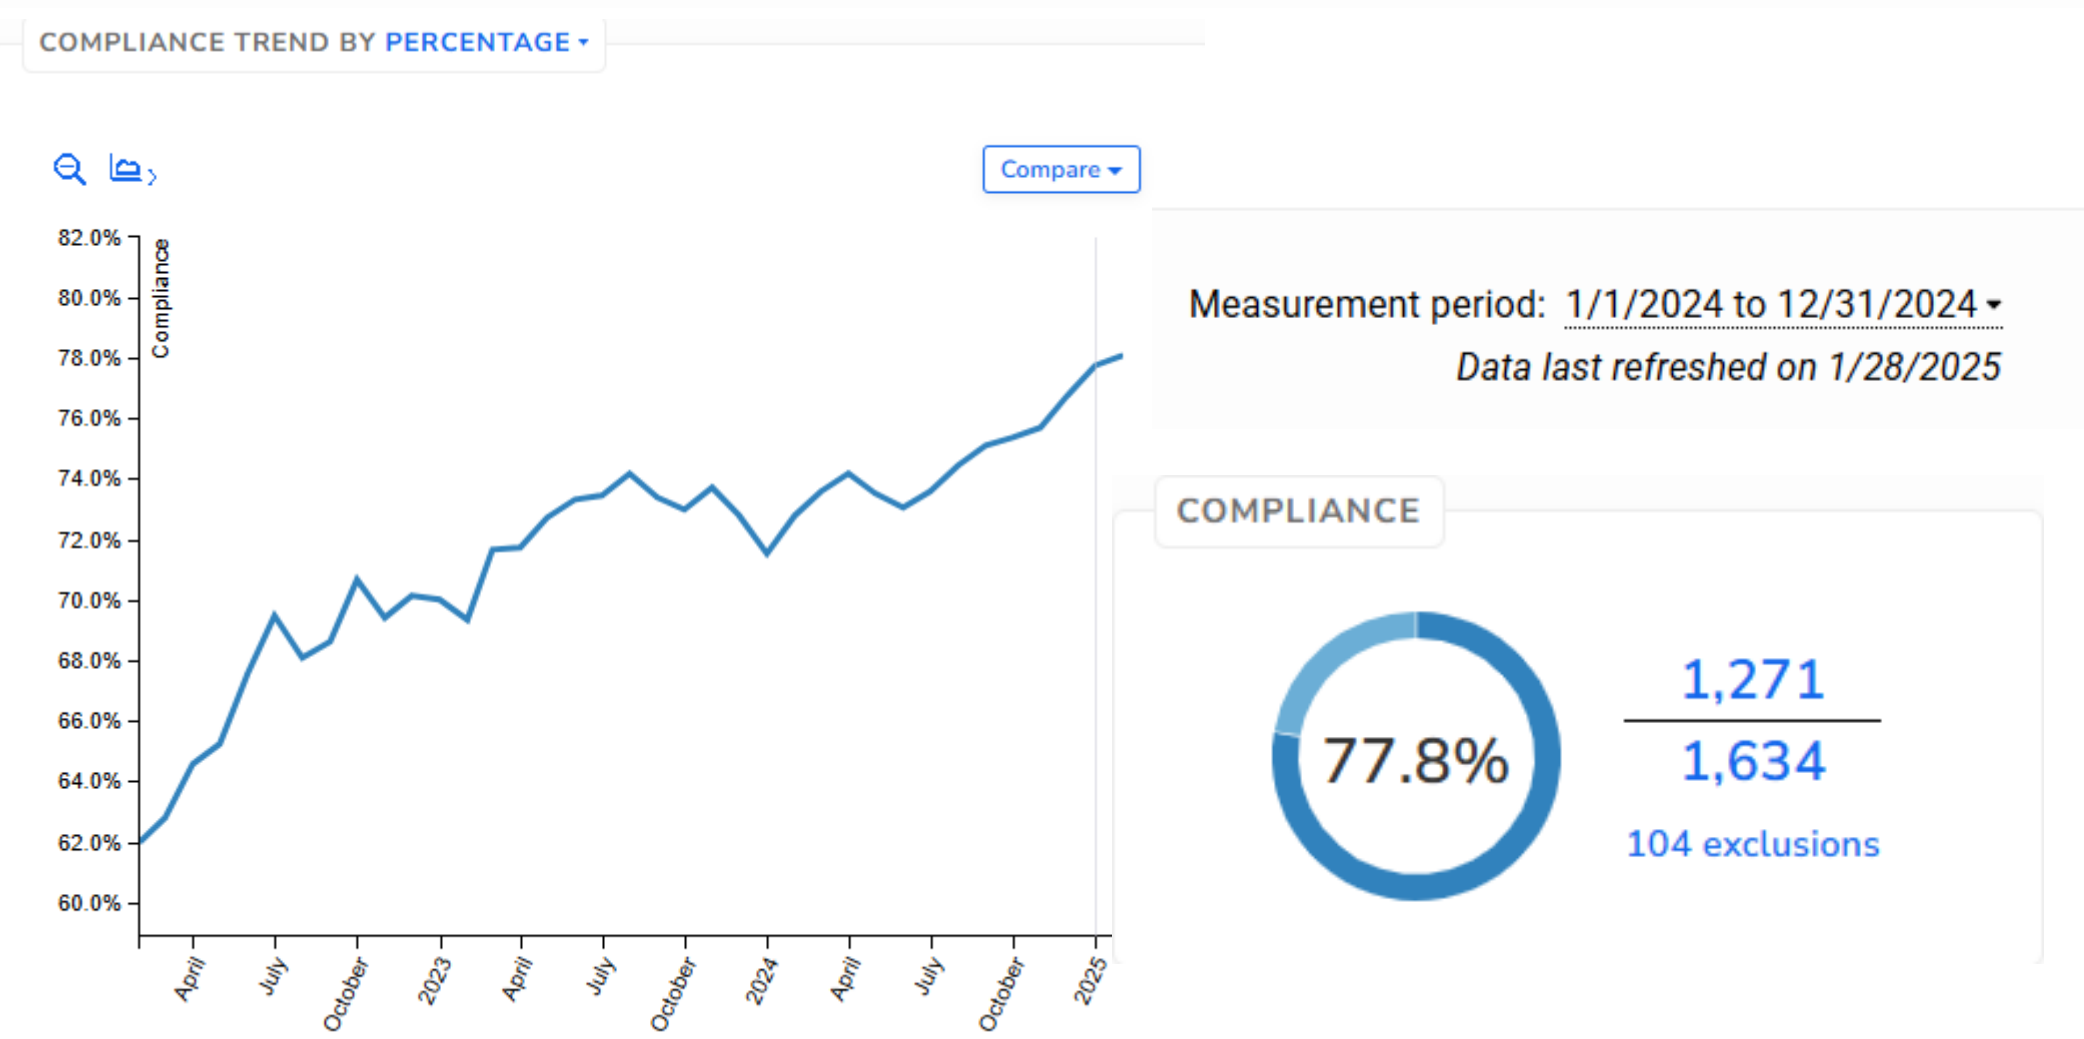 COMPLIANCE TREND BY PERCENTAGE
Compare
82.0%
80.0%
78.0%
76.0%
74.0%
72.0%
70.0%
68.0%
66.0%
64.0%
62.0%
60.0%
Compliance
April
July
October
2023
April
July
October
2024
April
July
October
2025
Measurement period: 1/1/2024 to 12/31/2024
Data last refreshed on 1/28/2025
COMPLIANCE
77.8%
1,271
1,634
104 exclusions